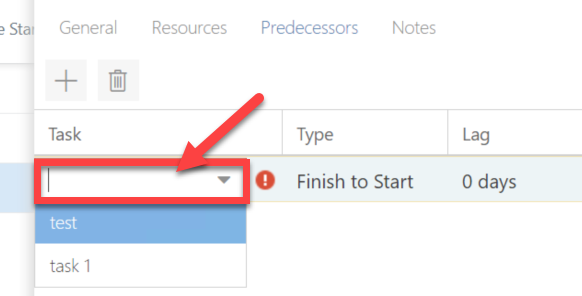 e Star
General Resources Predecessors Notes
Task Type Lag
Finish to Start 0 days
test
task 1